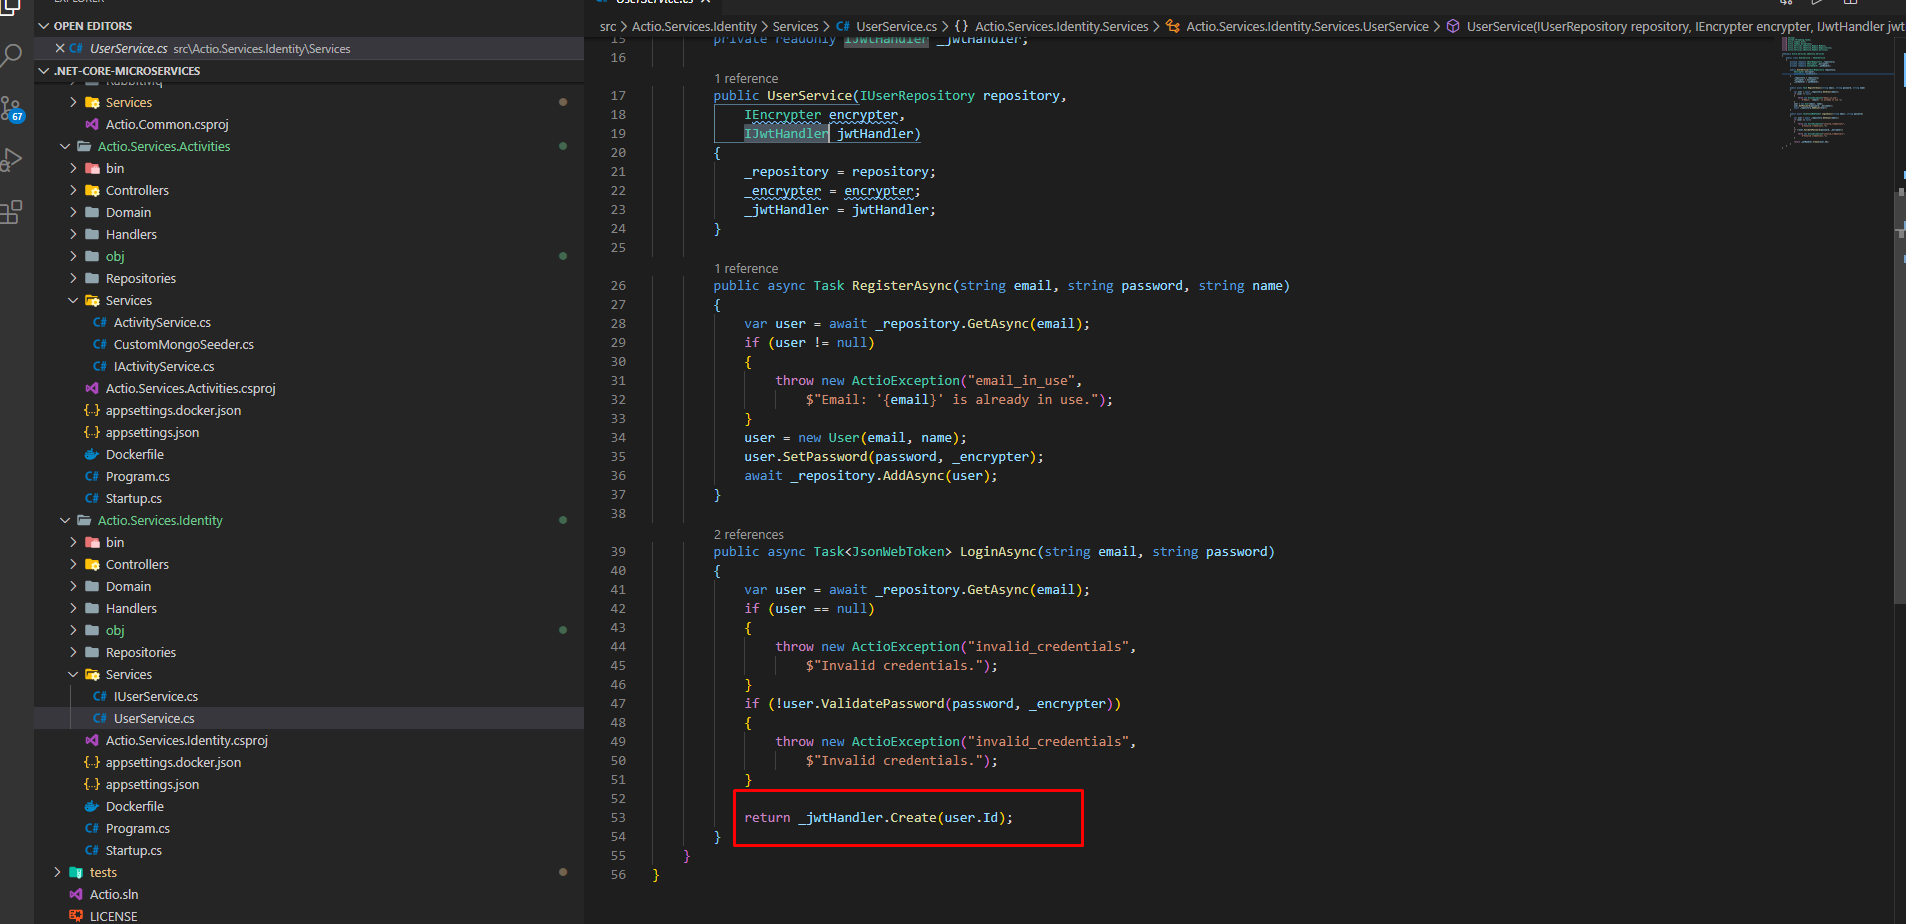 EXPLORER
OPEN EDITORS
UserService.cs src\Actio.Services.Identity\Services
.NET-CORE-MICROSERVICES
RabbitMq
Services
Actio.Common.csproj
Actio.Services.Activities
bin
Controllers
Domain
Handlers
obj
Repositories
Services
ActivityService.cs
CustomMongoSeeder.cs
IActivityService.cs
Actio.Services.Activities.csproj
appsettings.docker.json
appsettings.json
Dockerfile
Program.cs
Startup.cs
Actio.Services.Identity
bin
Controllers
Domain
Handlers
obj
Repositories
Services
IUserService.cs
UserService.cs
Actio.Services.Identity.csproj
appsettings.docker.json
appsettings.json
Dockerfile
Program.cs
Startup.cs
tests
Actio.sln
LICENSE
67
UserService.cs
src > Actio.Services.Identity > Services > UserService.cs > {} Actio.Services.Identity.Services > Actio.Services.Identity.Services.UserService > UserService(IUserRepository repository, IEncrypter encrypter, IJwtHandler jwt
15 private readonly IJwtHandler _jwtHandler;
16
1 reference
17 public UserService(IUserRepository repository,
18 IEncrypter encrypter,
19 IJwtHandler jwtHandler)
20 {
21 _repository = repository;
22 _encrypter = encrypter;
23 _jwtHandler = jwtHandler;
24 }
25
1 reference
26 public async Task RegisterAsync(string email, string password, string name)
27 {
28 var user = await _repository.GetAsync(email);
29 if (user != null)
30 {
31 throw new ActioException("email_in_use",
32 $"Email: '{email}' is already in use.");
33 }
34 user = new User(email, name);
35 user.SetPassword(password, _encrypter);
36 await _repository.AddAsync(user);
37 }
38
2 references
39 public async Task<JsonWebToken> LoginAsync(string email, string password)
40 {
41 var user = await _repository.GetAsync(email);
42 if (user == null)
43 {
44 throw new ActioException("invalid_credentials",
45 $"Invalid credentials.");
46 }
47 if (!user.ValidatePassword(password, _encrypter))
48 {
49 throw new ActioException("invalid_credentials",
50 $"Invalid credentials.");
51 }
52
53 return _jwtHandler.Create(user.Id);
54 }
55 }
56 }